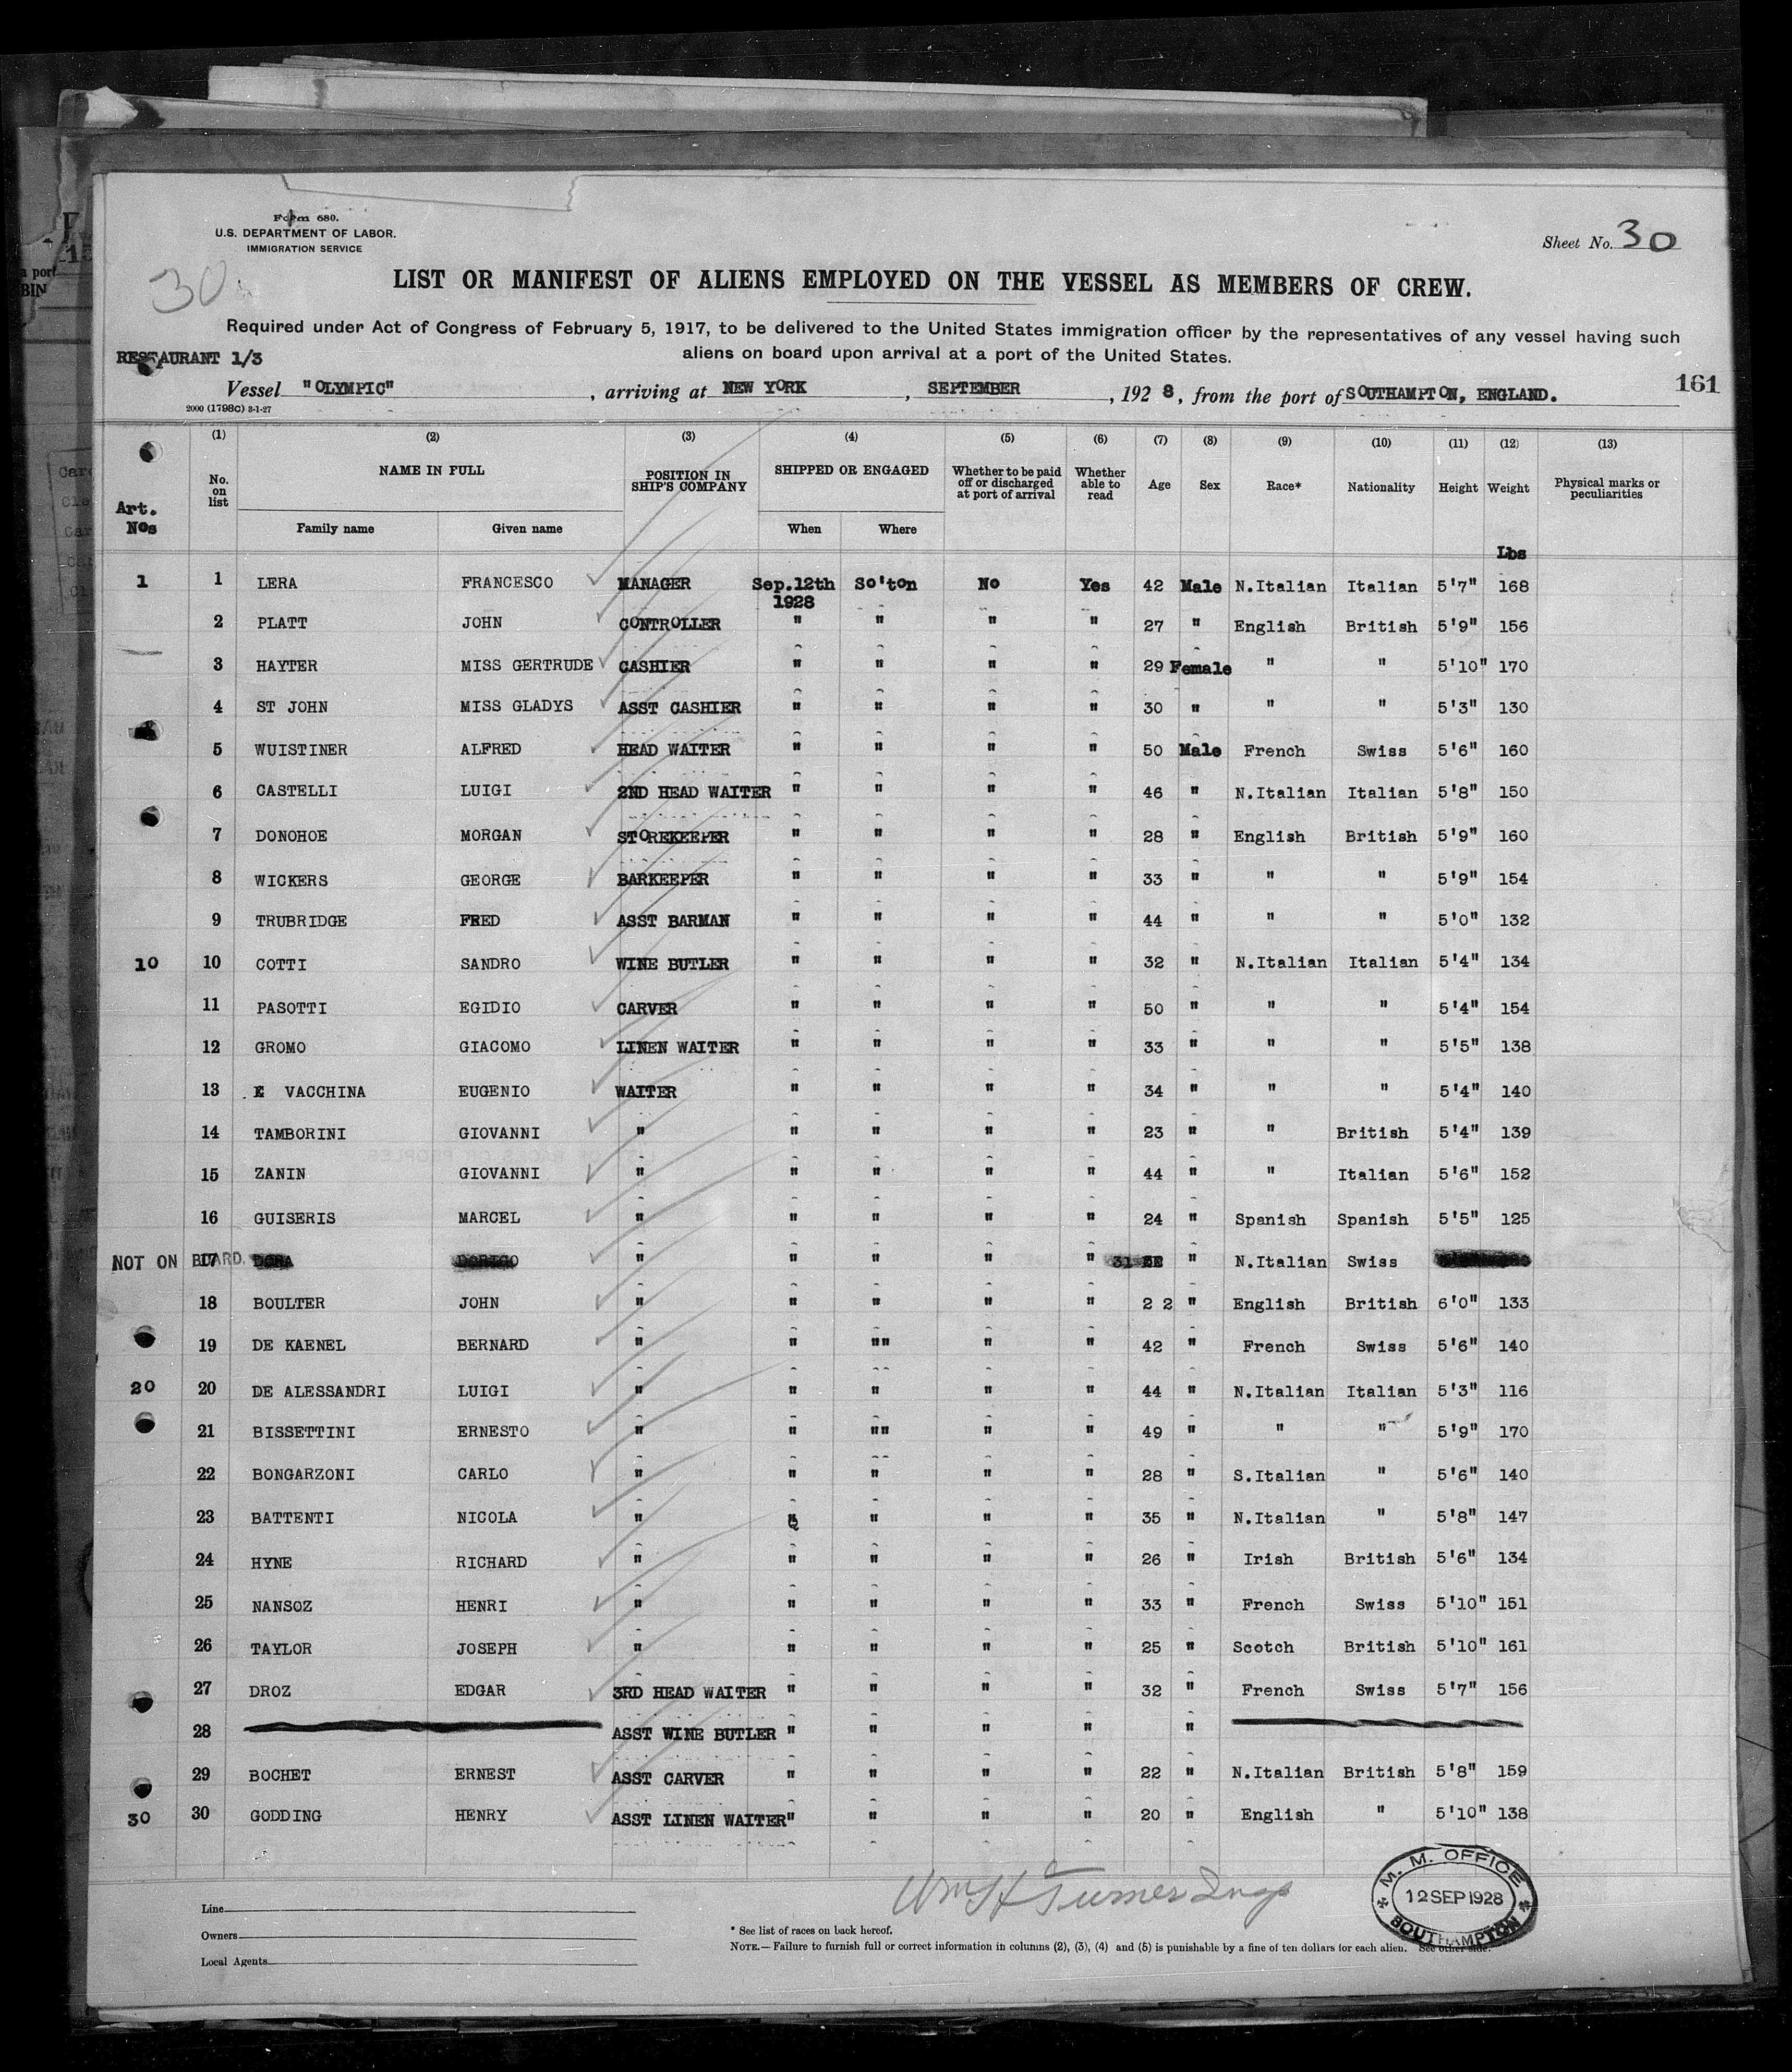 Form 680.
U.S. DEPARTMENT OF LABOR.
IMMIGRATION SERVICE
Sheet No. 30
30
LIST OR MANIFEST OF ALIENS EMPLOYED ON THE VESSEL AS MEMBERS OF CREW.
Required under Act of Congress of February 5, 1917, to be delivered to the United States immigration officer by the representatives of any vessel having such
aliens on board upon arrival at a port of the United States.
RESTAURANT 1/3
Vessel "OLYMPIC", arriving at NEW YORK, SEPTEMBER, 1928, from the port of SOUTHAMPTON, ENGLAND.
161
2000 (1798c) 3-1-27
(1) (2) (3) (4) (5) (6) (7) (8) (9) (10) (11) (12) (13)
Art. Nos No. on list NAME IN FULL Family name Given name POSITION IN SHIP'S COMPANY SHIPPED OR ENGAGED When Where Whether to be paid off or discharged at port of arrival Whether able to read Age Sex Race* Nationality Height Weight Physical marks or peculiarities
Lbs
1 1 LERA FRANCESCO MANAGER Sep.12th 1928 So'ton No Yes 42 Male N.Italian Italian 5'7" 168
2 PLATT JOHN CONTROLLER " " " " 27 " English British 5'9" 156
3 HAYTER MISS GERTRUDE CASHIER " " " " 29 Female " " 5'10" 170
4 ST JOHN MISS GLADYS ASST CASHIER " " " " 30 " " " 5'3" 130
5 WUISTINER ALFRED HEAD WAITER " " " " 50 Male French Swiss 5'6" 160
6 CASTELLI LUIGI 2ND HEAD WAITER " " " " 46 " N.Italian Italian 5'8" 150
7 DONOHOE MORGAN STOREKEEPER " " " " 28 " English British 5'9" 160
8 WICKERS GEORGE BARKEEPER " " " " 33 " " " 5'9" 154
9 TRUBRIDGE FRED ASST BARMAN " " " " 44 " " " 5'0" 132
10 10 COTTI SANDRO WINE BUTLER " " " " 32 " N.Italian Italian 5'4" 134
11 PASOTTI EGIDIO CARVER " " " " 50 " " " 5'4" 154
12 GROMO GIACOMO LINEN WAITER " " " " 33 " " " 5'5" 138
13 E VACCHINA EUGENIO WAITER " " " " 34 " " " 5'4" 140
14 TAMBORINI GIOVANNI " " " " " 23 " " British 5'4" 139
15 ZANIN GIOVANNI " " " " " 44 " " Italian 5'6" 152
16 GUISERIS MARCEL " " " " " 24 " Spanish Spanish 5'5" 125
NOT ON BOARD. 17 " " " " " 31 " N.Italian Swiss
18 BOULTER JOHN " " " " " 2 2 " English British 6'0" 133
19 DE KAENEL BERNARD " " "" " " 42 " French Swiss 5'6" 140
20 20 DE ALESSANDRI LUIGI " " " " " 44 " N.Italian Italian 5'3" 116
21 BISSETTINI ERNESTO " " "" " " 49 " " " 5'9" 170
22 BONGARZONI CARLO " " " " " 28 " S.Italian " 5'6" 140
23 BATTENTI NICOLA " " " " " 35 " N.Italian " 5'8" 147
24 HYNE RICHARD " " " " " 26 " Irish British 5'6" 134
25 NANSOZ HENRI " " " " " 33 " French Swiss 5'10" 151
26 TAYLOR JOSEPH " " " " " 25 " Scotch British 5'10" 161
27 DROZ EDGAR 3RD HEAD WAITER " " " " 32 " French Swiss 5'7" 156
28 ASST WINE BUTLER " " " " "
29 BOCHET ERNEST ASST CARVER " " " " 22 " N.Italian British 5'8" 159
30 30 GODDING HENRY ASST LINEN WAITER " " " " 20 " English " 5'10" 138
Wm H Turner Insp
M. M. OFFICE
12 SEP 1928
SOUTHAMPTON
Line
Owners
Local Agents
* See list of races on back hereof.
NOTE.— Failure to furnish full or correct information in columns (2), (3), (4) and (5) is punishable by a fine of ten dollars for each alien. See other side.